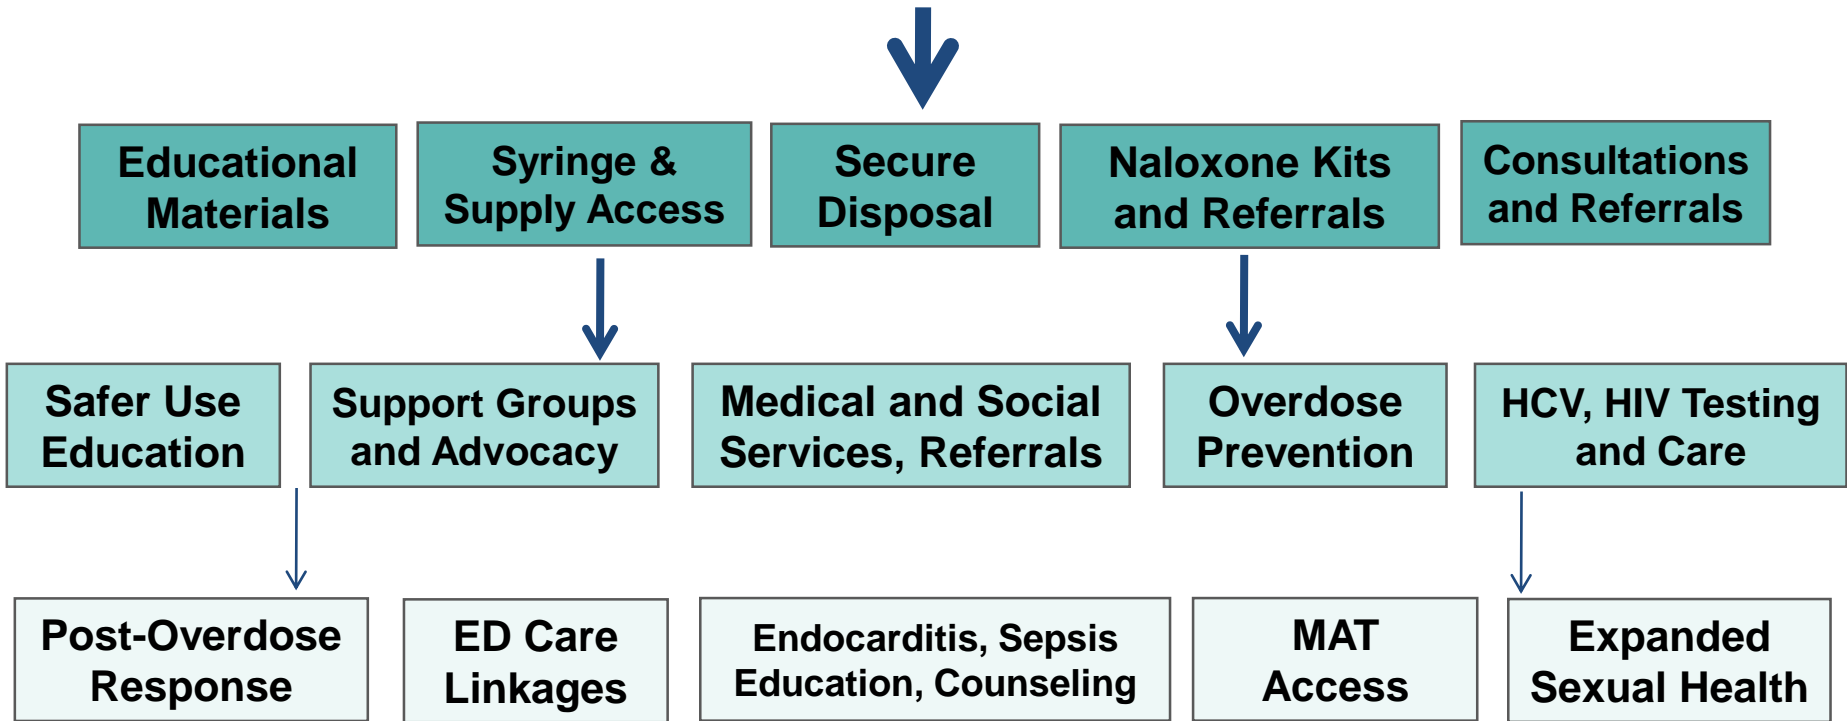 Educational
Materials
Syringe &
Supply Access
Secure
Disposal
Naloxone Kits
and Referrals
Consultations
and Referrals
Safer Use
Education
Support Groups
and Advocacy
Medical and Social
Services, Referrals
Overdose
Prevention
HCV, HIV Testing
and Care
Post-Overdose
Response
ED Care
Linkages
Endocarditis, Sepsis
Education, Counseling
MAT
Access
Expanded
Sexual Health